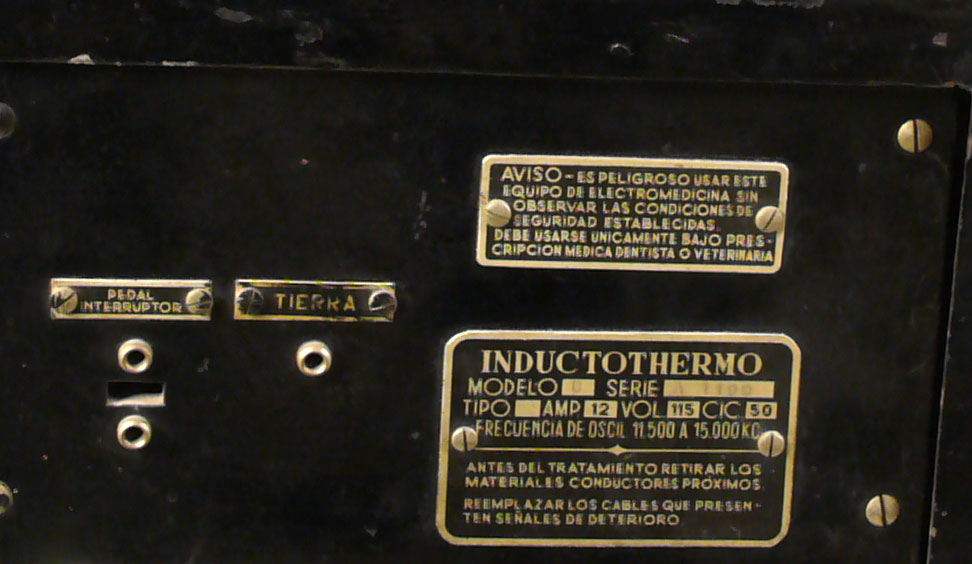 AVISO - ES PELIGROSO USAR ESTE
EQUIPO DE ELECTROMEDICINA SIN
OBSERVAR LAS CONDICIONES DE
SEGURIDAD ESTABLECIDAS.
DEBE USARSE UNICAMENTE BAJO PRES-
CRIPCION MEDICA DENTISTA O VETERINARIA
PEDAL
INTERRUPTOR
TIERRA
INDUCTOTHERMO
MODELO SERIE
TIPO AMP. 12 VOL. 115 CIC. 50
FRECUENCIA DE OSCIL. 11.500 A 15.000 KC.
ANTES DEL TRATAMIENTO RETIRAR LOS
MATERIALES CONDUCTORES PROXIMOS.
REEMPLAZAR LOS CABLES QUE PRESEN-
TEN SEÑALES DE DETERIORO